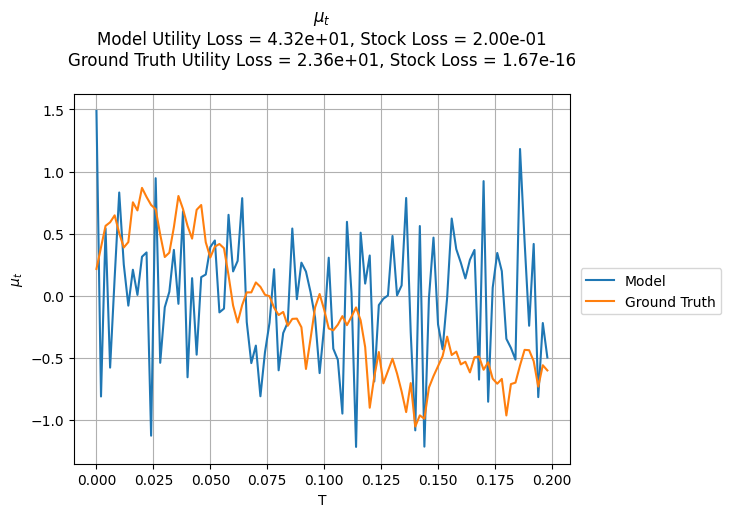 μₜ
Model Utility Loss = 4.32e+01, Stock Loss = 2.00e-01
Ground Truth Utility Loss = 2.36e+01, Stock Loss = 1.67e-16
1.5
1.0
0.5
0.0
−0.5
−1.0
μₜ
0.000
0.025
0.050
0.075
0.100
0.125
0.150
0.175
0.200
T
Model
Ground Truth